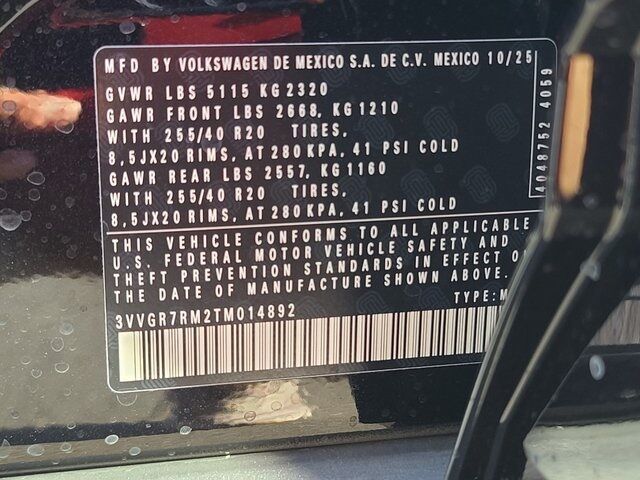 MFD BY VOLKSWAGEN DE MEXICO S.A. DE C.V. MEXICO 10/25
GVWR LBS 5115 KG 2320
GAWR FRONT LBS 2668, KG 1210
WITH 255/40 R20 TIRES,
8,5JX20 RIMS, AT 280 KPA, 41 PSI COLD
GAWR REAR LBS 2557, KG 1160
WITH 255/40 R20 TIRES,
8,5JX20 RIMS, AT 280 KPA, 41 PSI COLD
4048752 4059
THIS VEHICLE CONFORMS TO ALL APPLICABLE
U.S. FEDERAL MOTOR VEHICLE SAFETY AND
THEFT PREVENTION STANDARDS IN EFFECT
THE DATE OF MANUFACTURE SHOWN ABOVE.
3VVGR7RM2TM014892 TYPE: